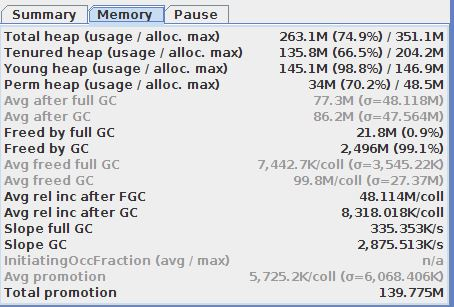 Summary Memory Pause
Total heap (usage / alloc. max) 263.1M (74.9%) / 351.1M
Tenured heap (usage / alloc. max) 135.8M (66.5%) / 204.2M
Young heap (usage / alloc. max) 145.1M (98.8%) / 146.9M
Perm heap (usage / alloc. max) 34M (70.2%) / 48.5M
Avg after full GC 77.3M (σ=48.118M)
Avg after GC 86.2M (σ=47.564M)
Freed by full GC 21.8M (0.9%)
Freed by GC 2,496M (99.1%)
Avg freed full GC 7,442.7K/coll (σ=3,545.22K)
Avg freed GC 99.8M/coll (σ=27.37M)
Avg rel inc after FGC 48.114M/coll
Avg rel inc after GC 8,318.018K/coll
Slope full GC 335.353K/s
Slope GC 2,875.513K/s
InitiatingOccFraction (avg / max) n/a
Avg promotion 5,725.2K/coll (σ=6,068.406K)
Total promotion 139.775M